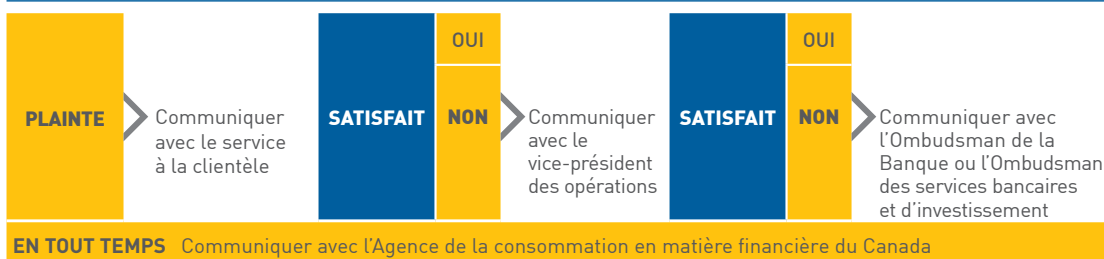 PLAINTE
Communiquer
avec le service
à la clientèle
SATISFAIT
OUI
NON
Communiquer
avec le
vice-président
des opérations
SATISFAIT
OUI
NON
Communiquer avec
l’Ombudsman de la
Banque ou l’Ombudsman
des services bancaires
et d’investissement
EN TOUT TEMPS Communiquer avec l’Agence de la consommation en matière financière du Canada